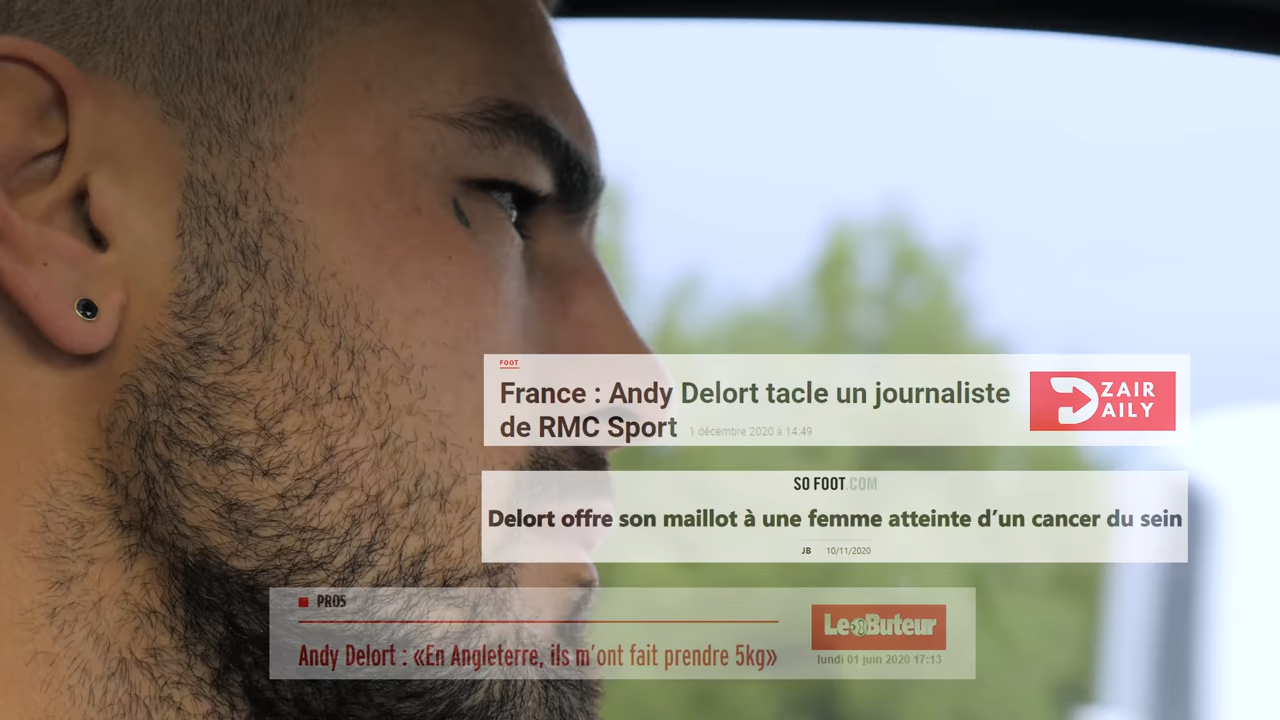 FOOT
France : Andy Delort tacle un journaliste
de RMC Sport 1 décembre 2020 à 14:49
DZAIR
DAILY
SO FOOT.COM
Delort offre son maillot à une femme atteinte d'un cancer du sein
JB 10/11/2020
PROS
Andy Delort : «En Angleterre, ils m'ont fait prendre 5kg»
Le Buteur
lundi 01 juin 2020 17:13